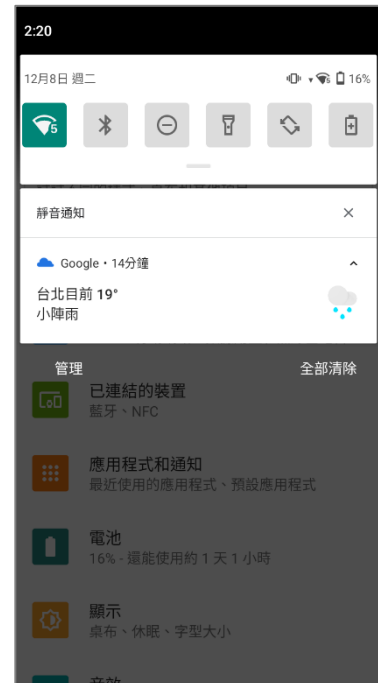 2:20
12月8日 週二
16%
5
靜音通知
Google・14分鐘
台北目前 19°
小陣雨
管理
全部清除
已連結的裝置
藍牙、NFC
應用程式和通知
最近使用的應用程式、預設應用程式
電池
16% - 還能使用約 1 天 1 小時
顯示
桌布、休眠、字型大小
音效